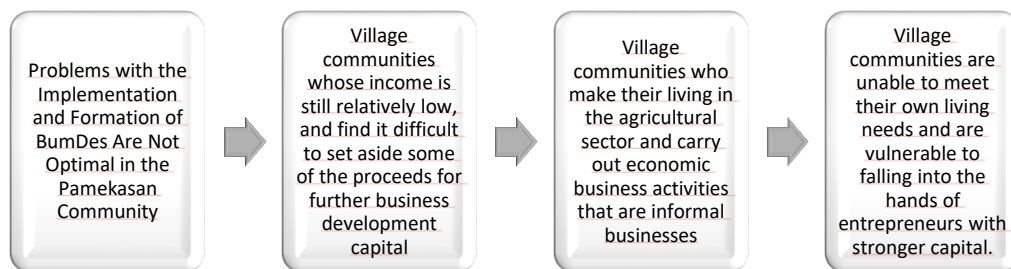 Problems with the
Implementation
and Formation of
BumDes Are Not
Optimal in the
Pamekasan
Community
Village
communities
whose income is
still relatively low,
and find it difficult
to set aside some
of the proceeds for
further business
development
capital
Village
communities who
make their living in
the agricultural
sector and carry
out economic
business activities
that are informal
businesses
Village
communities are
unable to meet
their own living
needs and are
vulnerable to
falling into the
hands of
entrepreneurs with
stronger capital.